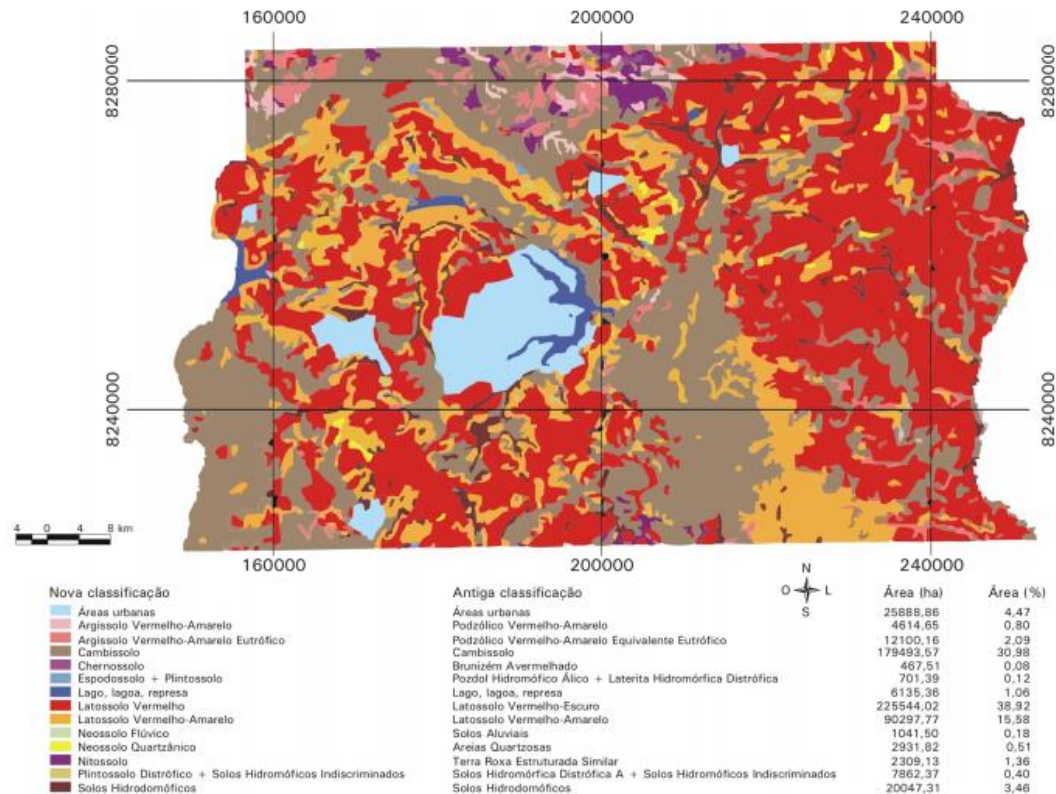 160000 200000 240000
8280000 8280000
8240000 8240000
4 0 4 8 km
160000 200000 240000
N
O L
S
Nova classificação Antiga classificação Área (ha) Área (%)
Áreas urbanas Áreas urbanas 25888,86 4,47
Argissolo Vermelho-Amarelo Podzólico Vermelho-Amarelo 4614,65 0,80
Argissolo Vermelho-Amarelo Eutrófico Podzólico Vermelho-Amarelo Equivalente Eutrófico 12100,16 2,09
Cambissolo Cambissolo 179493,57 30,98
Chernossolo Brunizém Avermelhado 467,51 0,08
Espodossolo + Plintossolo Pozdol Hidromófico Álico + Laterita Hidromórfica Distrófica 701,39 0,12
Lago, lagoa, represa Lago, lagoa, represa 6135,36 1,06
Latossolo Vermelho Latossolo Vermelho-Escuro 225544,02 38,92
Latossolo Vermelho-Amarelo Latossolo Vermelho-Amarelo 90297,77 15,58
Neossolo Flúvico Solos Aluviais 1041,50 0,18
Neossolo Quartzânico Areias Quartzosas 2931,82 0,51
Nitossolo Terra Roxa Estruturada Similar 2309,13 1,36
Plintossolo Distrófico + Solos Hidromóficos Indiscriminados Solos Hidromórfica Distrófica A + Solos Hidromóficos Indiscriminados 7862,37 0,40
Solos Hidrodomóficos Solos Hidrodomóficos 20047,31 3,46